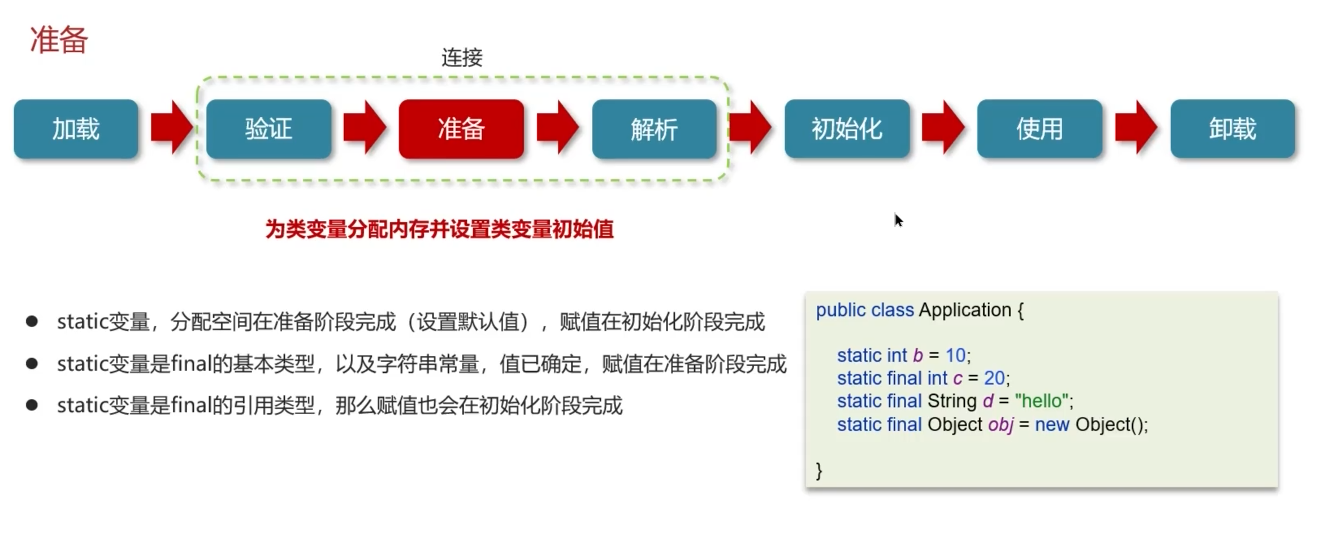 准备
连接
加载
验证
准备
解析
初始化
使用
卸载
为类变量分配内存并设置类变量初始值
static变量，分配空间在准备阶段完成（设置默认值），赋值在初始化阶段完成
static变量是final的基本类型，以及字符串常量，值已确定，赋值在准备阶段完成
static变量是final的引用类型，那么赋值也会在初始化阶段完成
public class Application {
static int b = 10;
static final int c = 20;
static final String d = "hello";
static final Object obj = new Object();
}